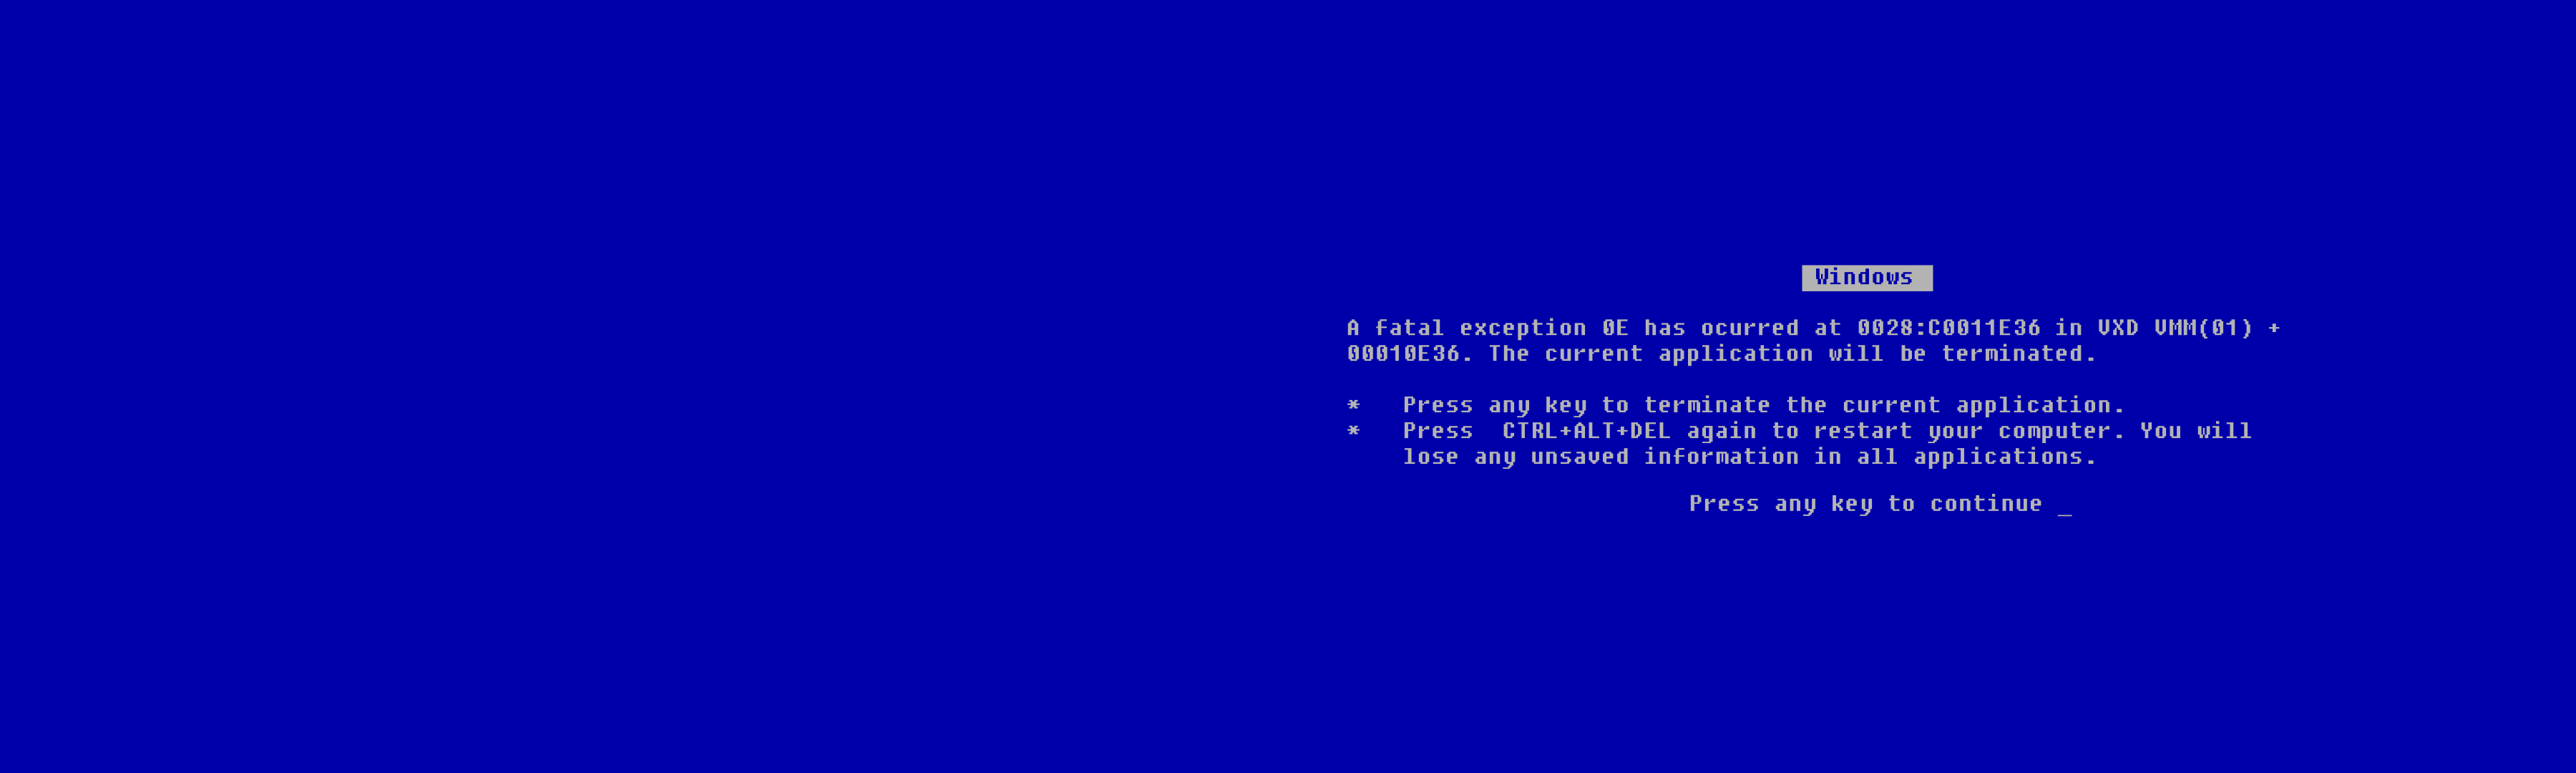 Windows
A fatal exception 0E has ocurred at 0028:C0011E36 in VXD VMM(01) +
00010E36. The current application will be terminated.
*   Press any key to terminate the current application.
*   Press  CTRL+ALT+DEL again to restart your computer. You will
    lose any unsaved information in all applications.
Press any key to continue _